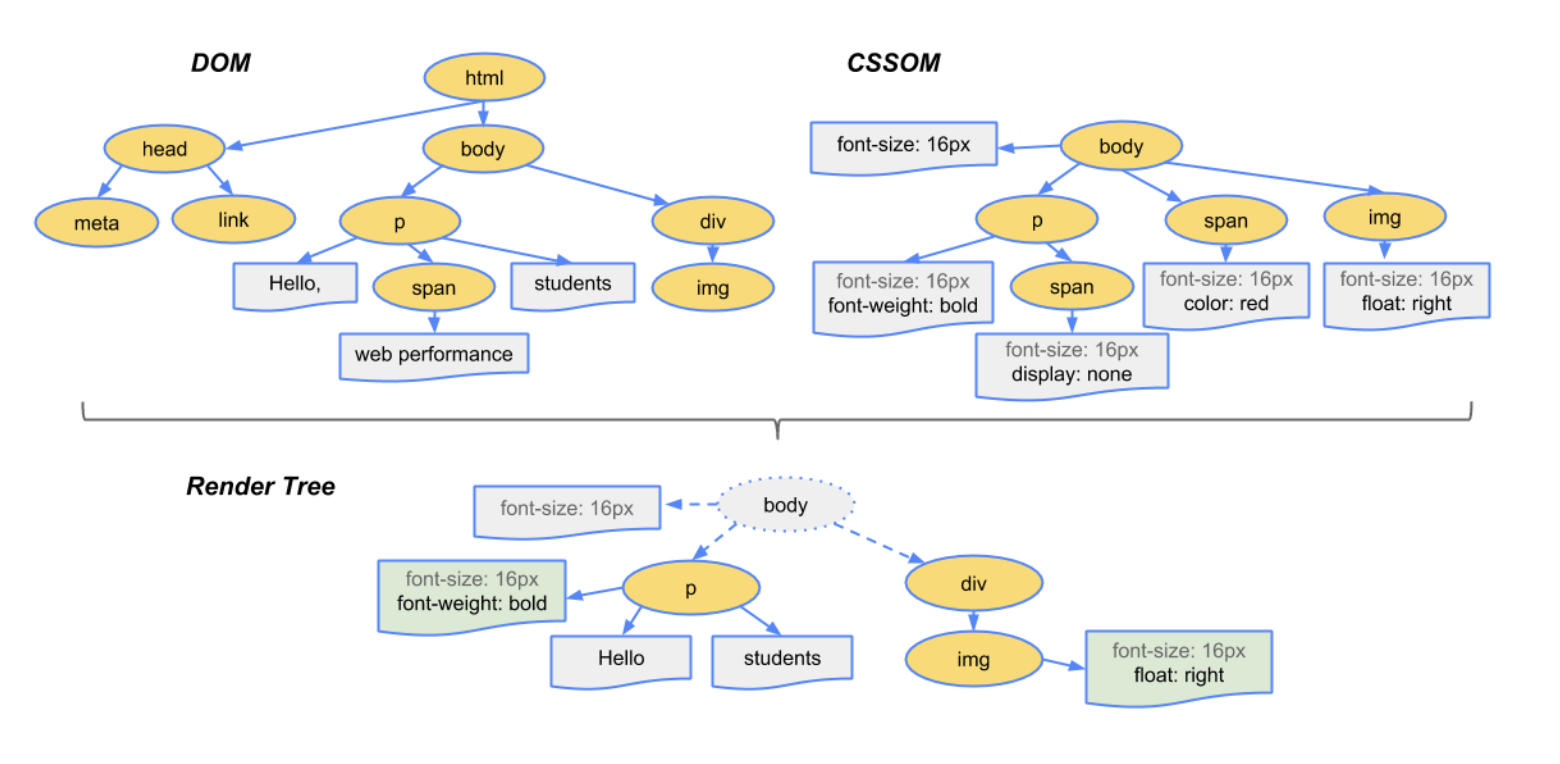 DOM
CSSOM
html
head
body
meta
link
p
div
Hello,
span
students
img
web performance
font-size: 16px
body
p
span
img
font-size: 16px
font-weight: bold
span
font-size: 16px
color: red
font-size: 16px
float: right
font-size: 16px
display: none
Render Tree
font-size: 16px
body
font-size: 16px
font-weight: bold
p
div
Hello
students
img
font-size: 16px
float: right